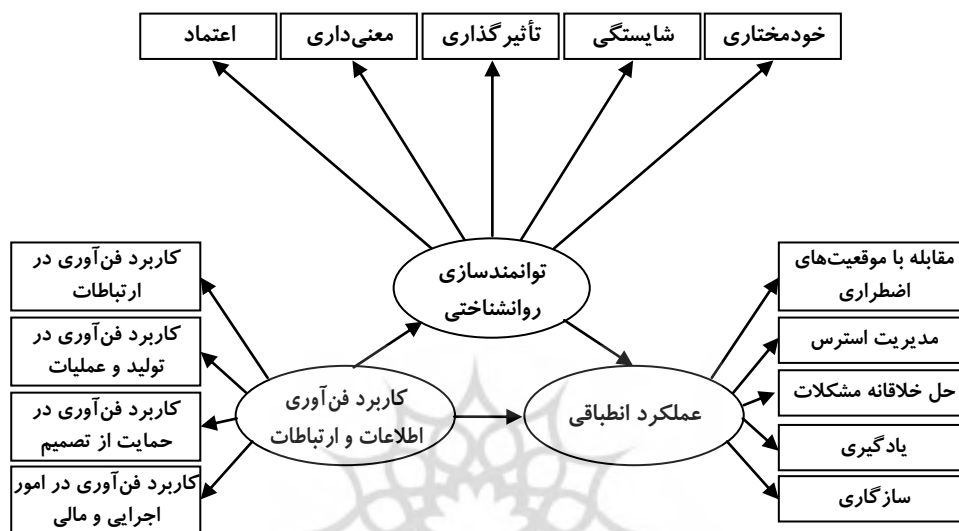 خودمختاری
شایستگی
تأثیرگذاری
معنی‌داری
اعتماد
توانمندسازی
روانشناختی
مقابله با موقعیت‌های
اضطراری
مدیریت استرس
حل خلاقانه مشکلات
یادگیری
سازگاری
عملکرد انطباقی
کاربرد فن‌آوری
اطلاعات و ارتباطات
کاربرد فن‌آوری در
ارتباطات
کاربرد فن‌آوری در
تولید و عملیات
کاربرد فن‌آوری در
حمایت از تصمیم
کاربرد فن‌آوری در امور
اجرایی و مالی